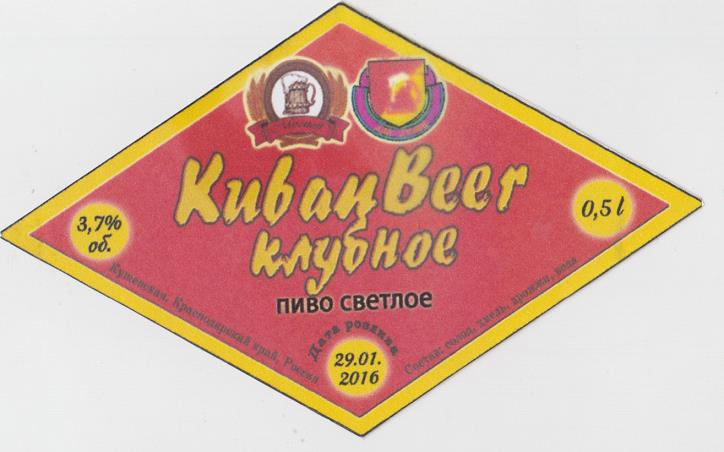 КиваџBeer
клубное
пиво светлое
3,7%
об.
0,5 l
Кущевская, Краснодарский край, Россия
Дата розлива
29.01.
2016
Состав: солод, хмель, дрожжи, вода